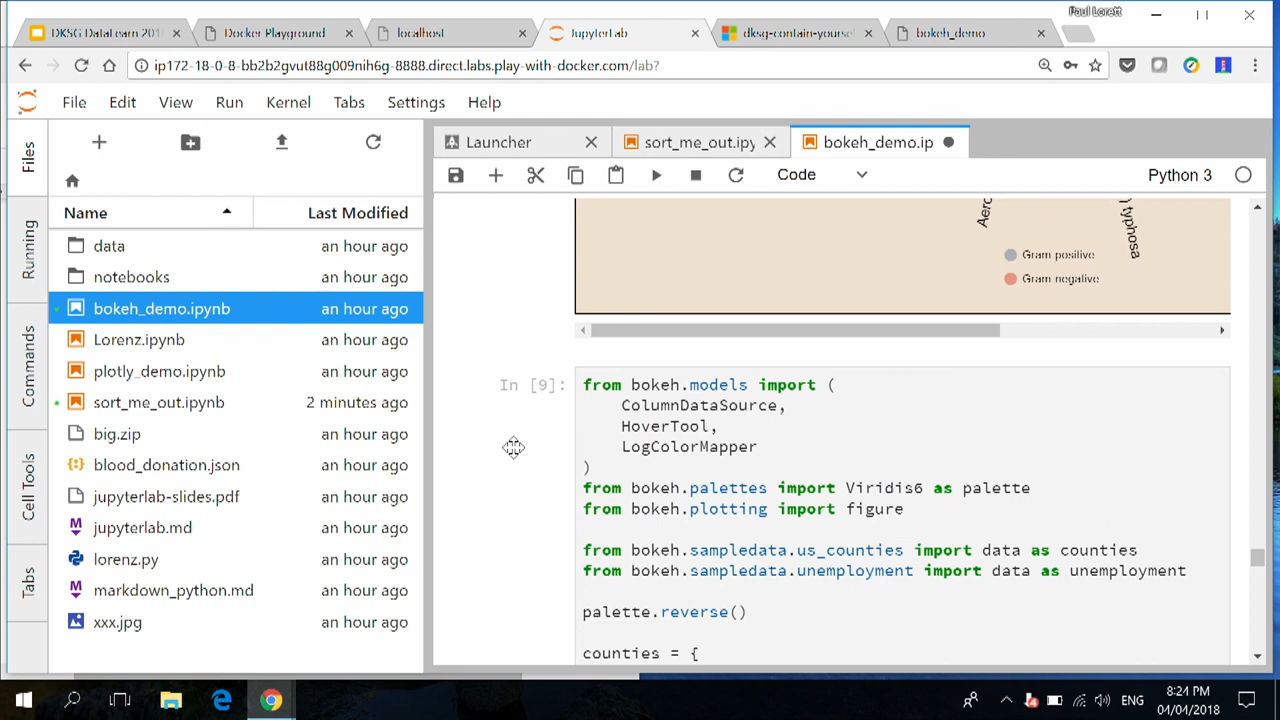 Paul Lorett
DKSG DataLearn 201
Docker Playground
localhost
JupyterLab
dksg-contain-yoursel
bokeh_demo
ip172-18-0-8-bb2b2gvut88g009nih6g-8888.direct.labs.play-with-docker.com/lab?
File Edit View Run Kernel Tabs Settings Help
Files
Running
Commands
Cell Tools
Tabs
Name Last Modified
data an hour ago
notebooks an hour ago
bokeh_demo.ipynb an hour ago
Lorenz.ipynb an hour ago
plotly_demo.ipynb an hour ago
sort_me_out.ipynb 2 minutes ago
big.zip an hour ago
blood_donation.json an hour ago
jupyterlab-slides.pdf an hour ago
jupyterlab.md an hour ago
lorenz.py an hour ago
markdown_python.md an hour ago
xxx.jpg an hour ago
Launcher
sort_me_out.ipy
bokeh_demo.ip
Code
Python 3
Aero
) typhosa
Gram positive
Gram negative
In [9]:
from bokeh.models import (
ColumnDataSource,
HoverTool,
LogColorMapper
)
from bokeh.palettes import Viridis6 as palette
from bokeh.plotting import figure
from bokeh.sampledata.us_counties import data as counties
from bokeh.sampledata.unemployment import data as unemployment
palette.reverse()
counties = {
ENG
8:24 PM
04/04/2018